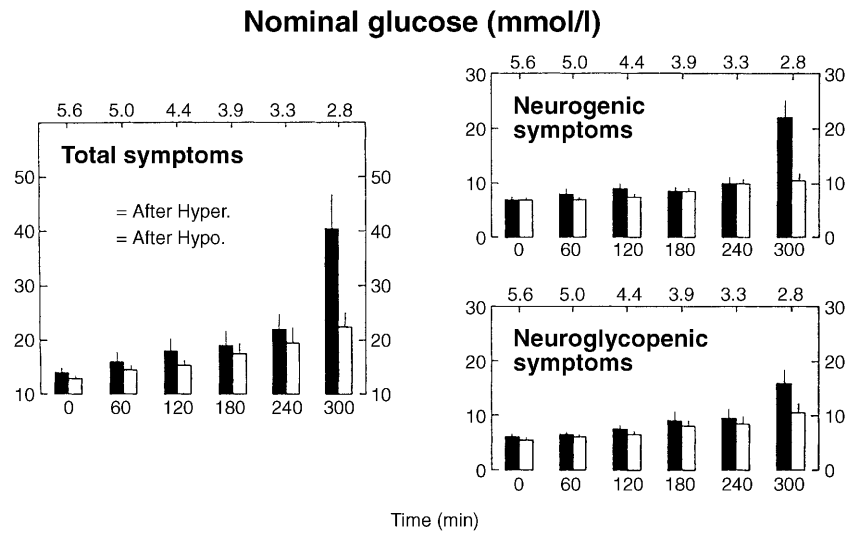 Nominal glucose (mmol/l)
5.6 5.0 4.4 3.9 3.3 2.8
Total symptoms
= After Hyper.
= After Hypo.
50 50
40 40
30 30
20 20
10 10
0 60 120 180 240 300
5.6 5.0 4.4 3.9 3.3 2.8
30 30
Neurogenic
symptoms
20 20
10 10
0 0
0 60 120 180 240 300
5.6 5.0 4.4 3.9 3.3 2.8
30 30
Neuroglycopenic
symptoms
20 20
10 10
0 0
0 60 120 180 240 300
Time (min)